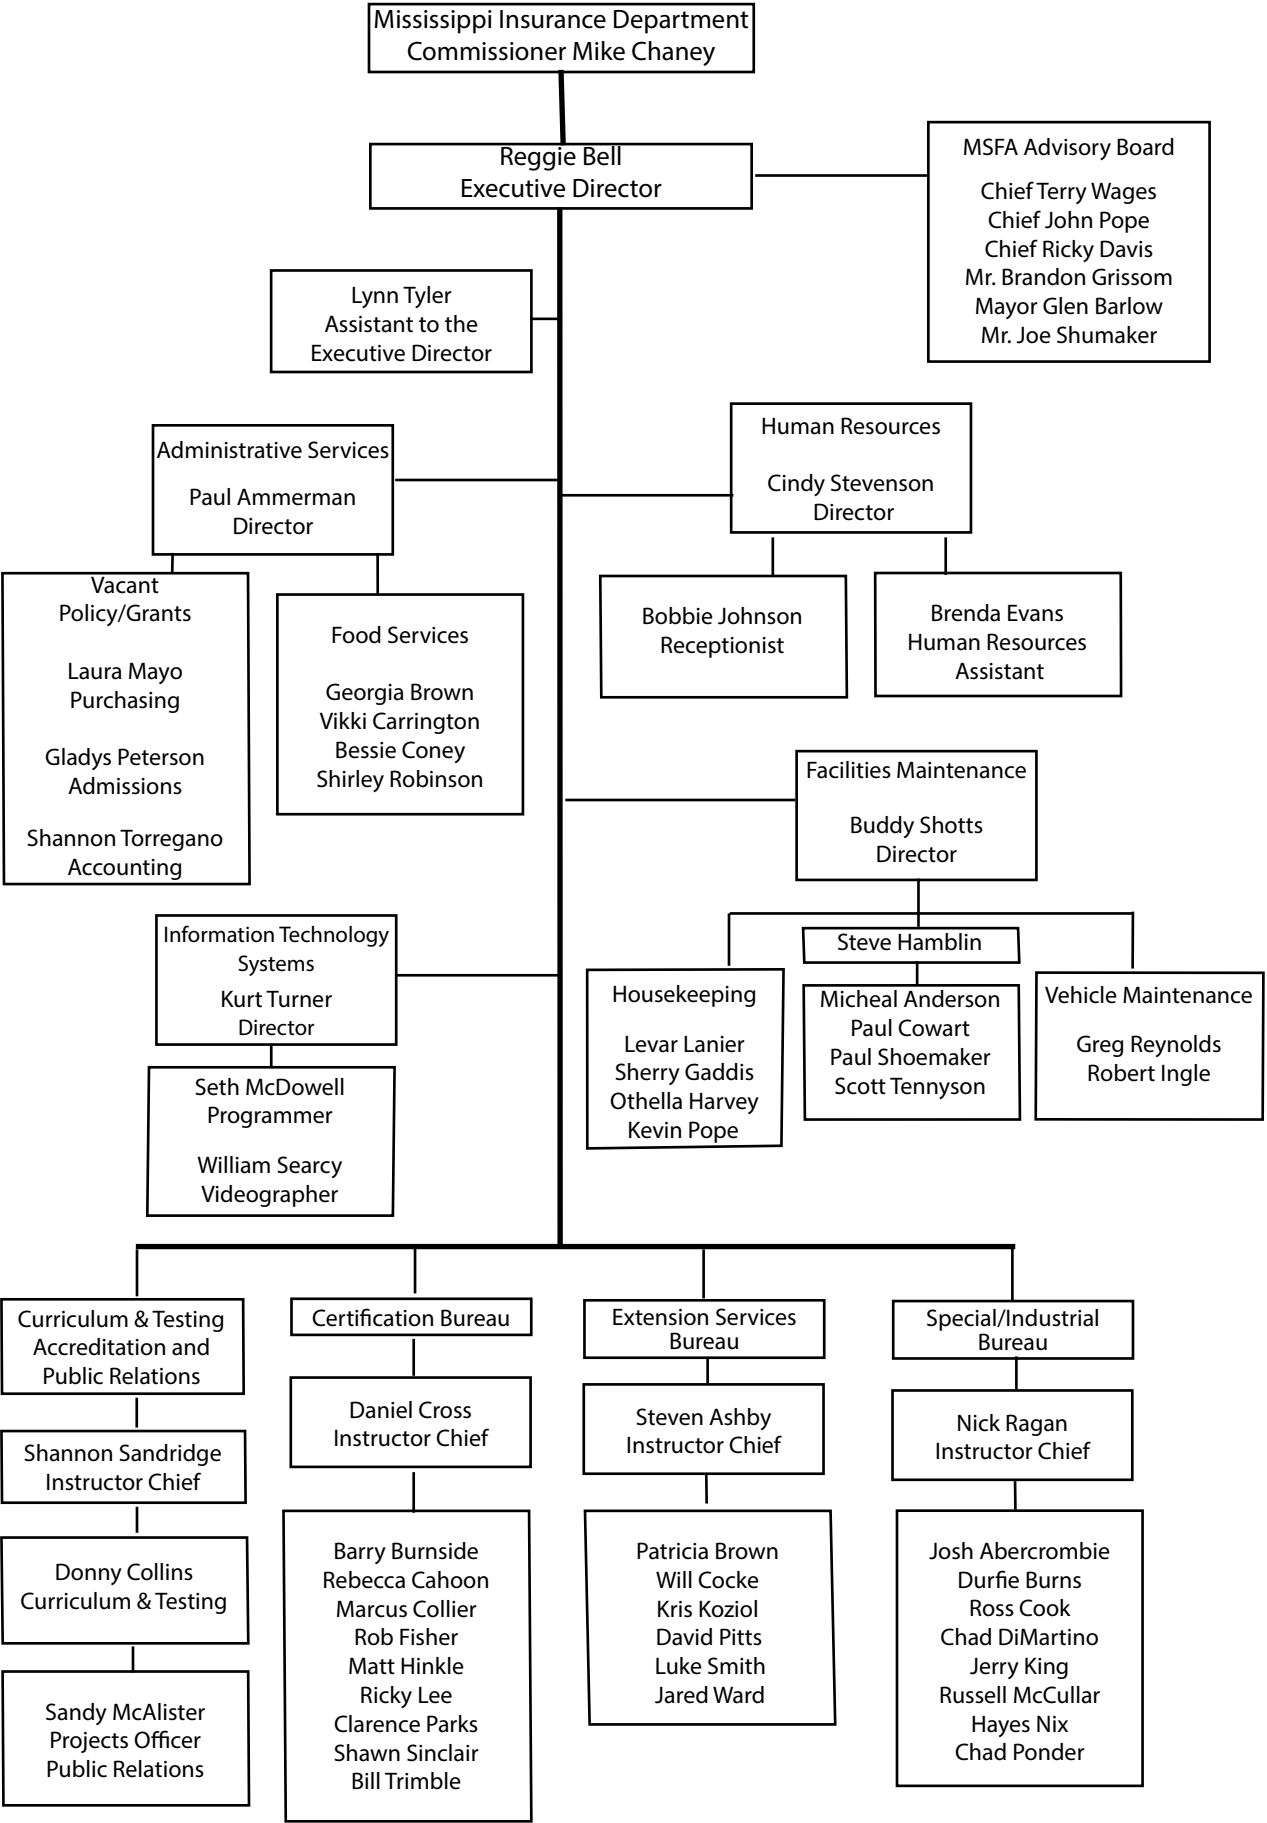 Mississippi Insurance Department
Commissioner Mike Chaney
Reggie Bell
Executive Director
MSFA Advisory Board
Chief Terry Wages
Chief John Pope
Chief Ricky Davis
Mr. Brandon Grissom
Mayor Glen Barlow
Mr. Joe Shumaker
Lynn Tyler
Assistant to the
Executive Director
Administrative Services
Paul Ammerman
Director
Human Resources
Cindy Stevenson
Director
Vacant
Policy/Grants
Laura Mayo
Purchasing
Gladys Peterson
Admissions
Shannon Torregano
Accounting
Food Services
Georgia Brown
Vikki Carrington
Bessie Coney
Shirley Robinson
Bobbie Johnson
Receptionist
Brenda Evans
Human Resources
Assistant
Facilities Maintenance
Buddy Shotts
Director
Information Technology
Systems
Kurt Turner
Director
Seth McDowell
Programmer
William Searcy
Videographer
Steve Hamblin
Housekeeping
Levar Lanier
Sherry Gaddis
Othella Harvey
Kevin Pope
Micheal Anderson
Paul Cowart
Paul Shoemaker
Scott Tennyson
Vehicle Maintenance
Greg Reynolds
Robert Ingle
Curriculum & Testing
Accreditation and
Public Relations
Shannon Sandridge
Instructor Chief
Donny Collins
Curriculum & Testing
Sandy McAlister
Projects Officer
Public Relations
Certification Bureau
Daniel Cross
Instructor Chief
Barry Burnside
Rebecca Cahoon
Marcus Collier
Rob Fisher
Matt Hinkle
Ricky Lee
Clarence Parks
Shawn Sinclair
Bill Trimble
Extension Services
Bureau
Steven Ashby
Instructor Chief
Patricia Brown
Will Cocke
Kris Koziol
David Pitts
Luke Smith
Jared Ward
Special/Industrial
Bureau
Nick Ragan
Instructor Chief
Josh Abercrombie
Durfie Burns
Ross Cook
Chad DiMartino
Jerry King
Russell McCullar
Hayes Nix
Chad Ponder